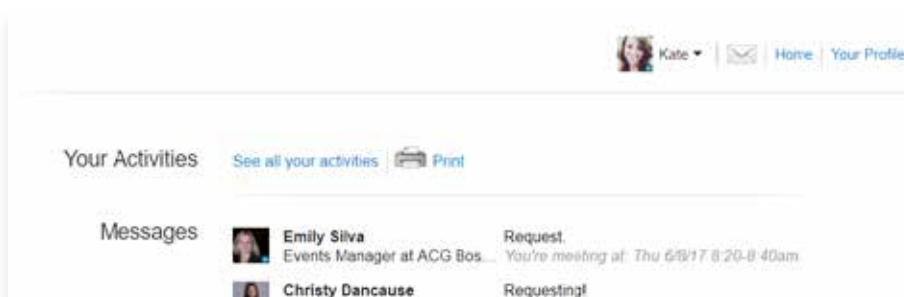 Kate Home Your Profile
Your Activities See all your activities Print
Messages Emily Silva Request.
Events Manager at ACG Bos... You're meeting at: Thu 6/8/17 8:20-8:40am
Christy Dancause Requesting!